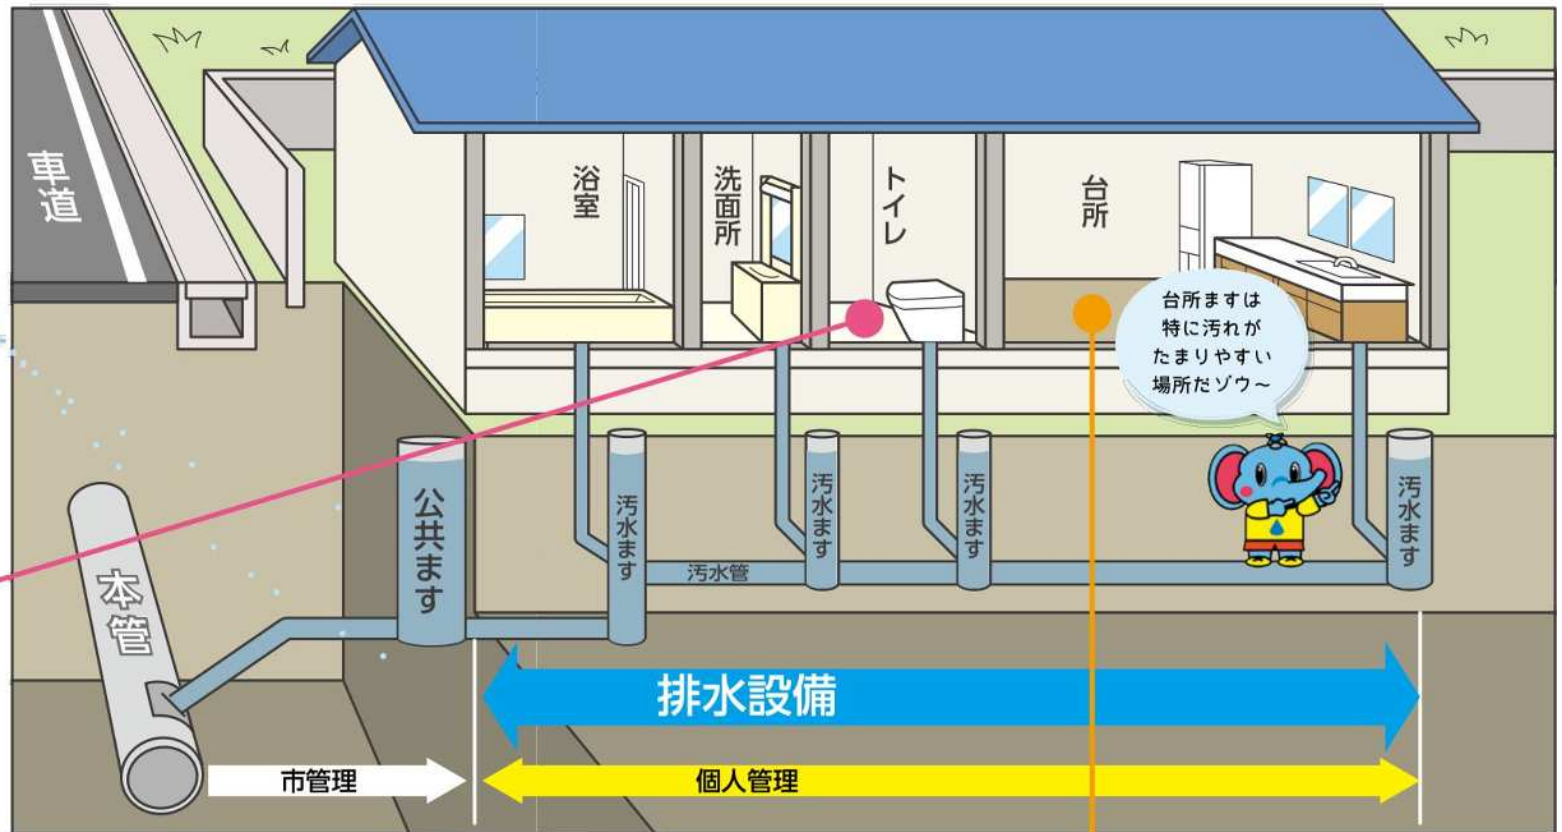 車道
浴室
洗面所
トイレ
台所
台所ますは
特に汚れが
たまりやすい
場所だゾウ～
公共ます
汚水ます
汚水ます
汚水ます
汚水ます
汚水管
本管
排水設備
市管理
個人管理